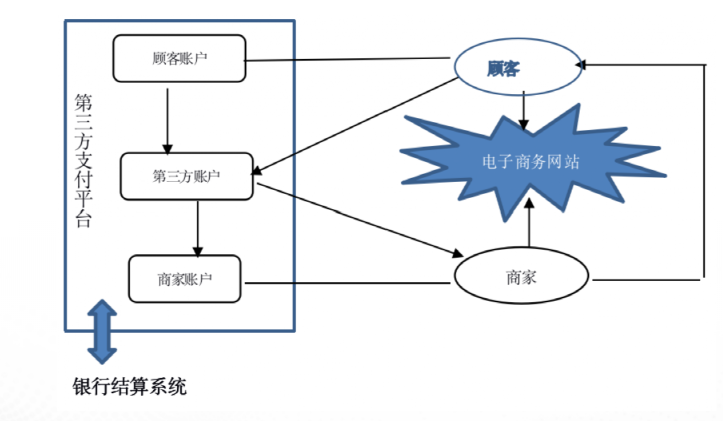 顾客账户
顾客
第三方支付平台
电子商务网站
第三方账户
商家账户
商家
银行结算系统